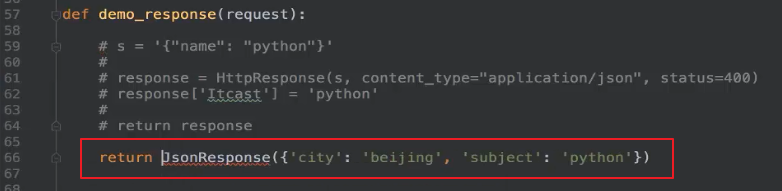 57 def demo_response(request):
58
59 # s = '{"name": "python"}'
60 #
61 # response = HttpResponse(s, content_type="application/json", status=400)
62 # response['Itcast'] = 'python'
63 #
64 # return response
65
66 return JsonResponse({'city': 'beijing', 'subject': 'python'})
67
68